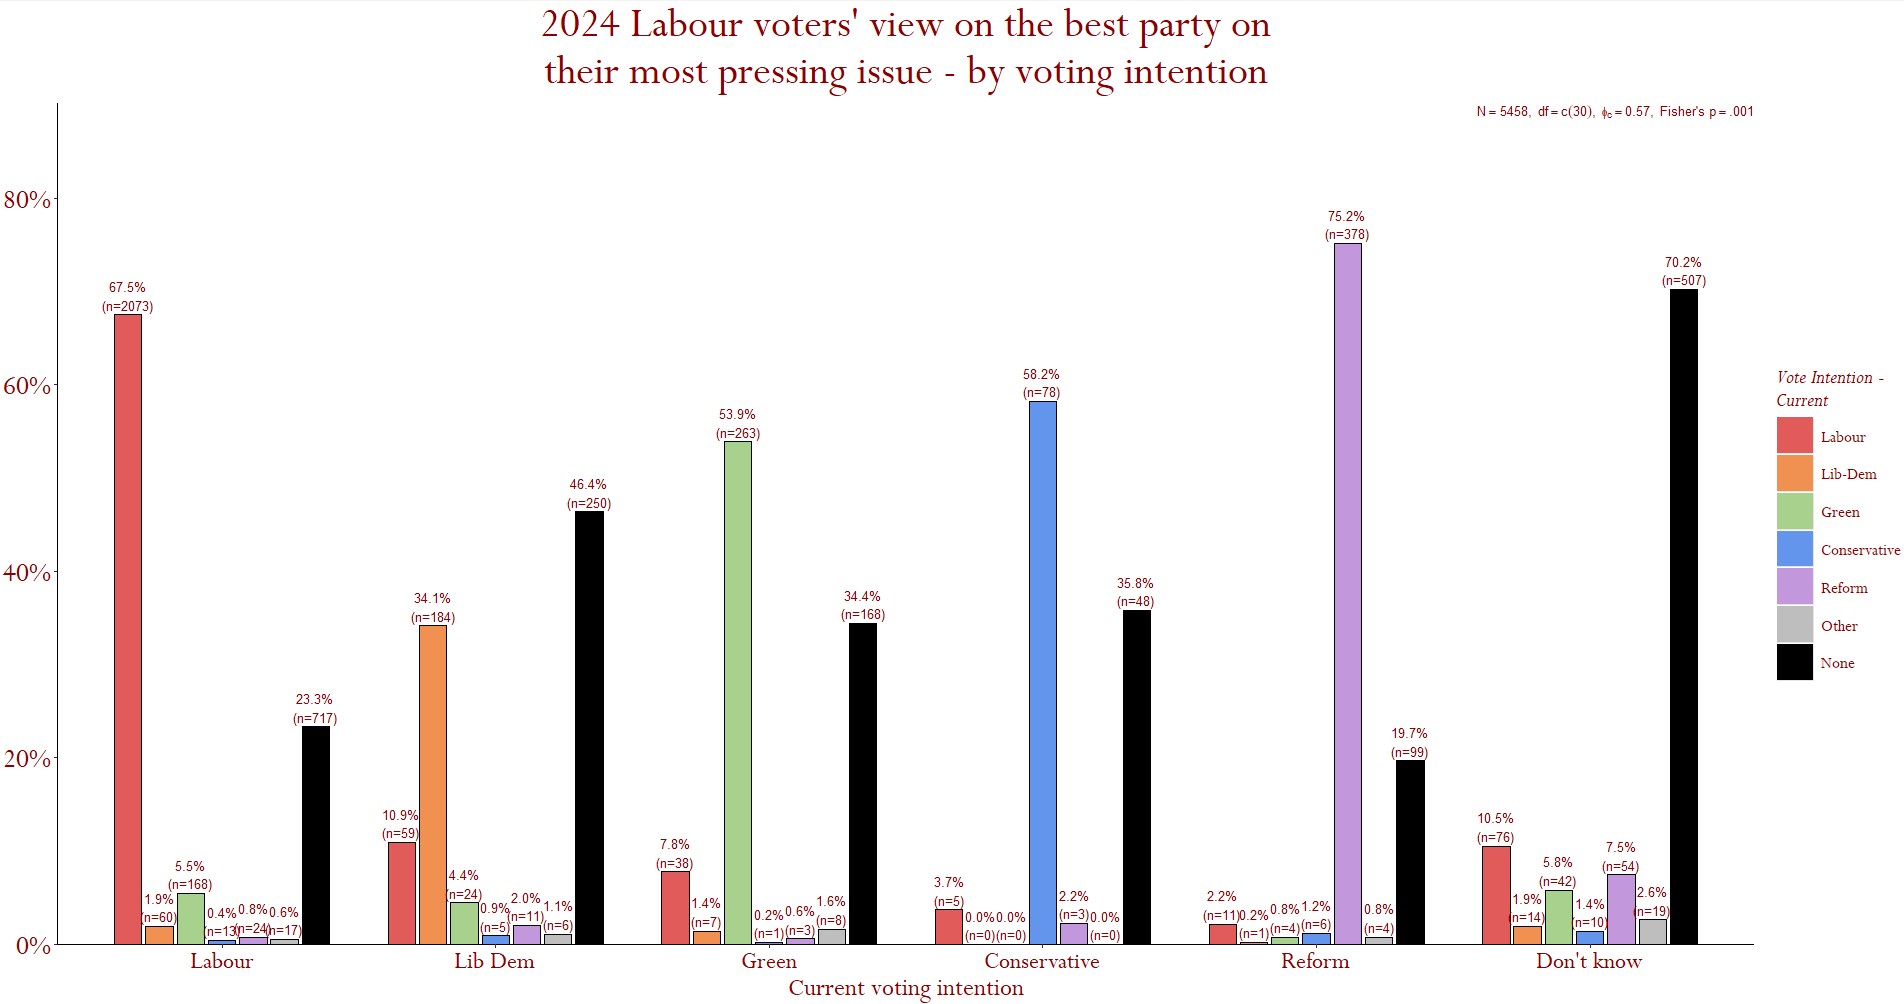 2024 Labour voters' view on the best party on
their most pressing issue - by voting intention
N = 5458, df = c(30), ϕc = 0.57, Fisher's p = .001
80%
60%
40%
20%
0%
67.5%
(n=2073)
1.9%
(n=60)
5.5%
(n=168)
0.4%
(n=13)
0.8%
(n=24)
0.6%
(n=17)
23.3%
(n=717)
10.9%
(n=59)
34.1%
(n=184)
4.4%
(n=24)
0.9%
(n=5)
2.0%
(n=11)
1.1%
(n=6)
46.4%
(n=250)
7.8%
(n=38)
1.4%
(n=7)
53.9%
(n=263)
0.2%
(n=1)
0.6%
(n=3)
1.6%
(n=8)
34.4%
(n=168)
3.7%
(n=5)
0.0%
(n=0)
0.0%
(n=0)
58.2%
(n=78)
2.2%
(n=3)
0.0%
(n=0)
35.8%
(n=48)
2.2%
(n=11)
0.2%
(n=1)
0.8%
(n=4)
1.2%
(n=6)
75.2%
(n=378)
0.8%
(n=4)
19.7%
(n=99)
10.5%
(n=76)
1.9%
(n=14)
5.8%
(n=42)
1.4%
(n=10)
7.5%
(n=54)
2.6%
(n=19)
70.2%
(n=507)
Labour
Lib Dem
Green
Conservative
Reform
Don't know
Current voting intention
Vote Intention -
Current
Labour
Lib-Dem
Green
Conservative
Reform
Other
None